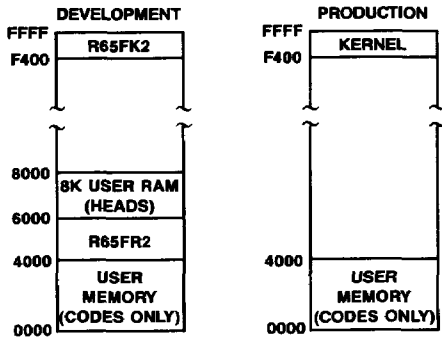 DEVELOPMENT
FFFF
R65FK2
F400
8000
8K USER RAM
(HEADS)
6000
R65FR2
4000
USER
MEMORY
(CODES ONLY)
0000
PRODUCTION
FFFF
KERNEL
F400
4000
USER
MEMORY
(CODES ONLY)
0000